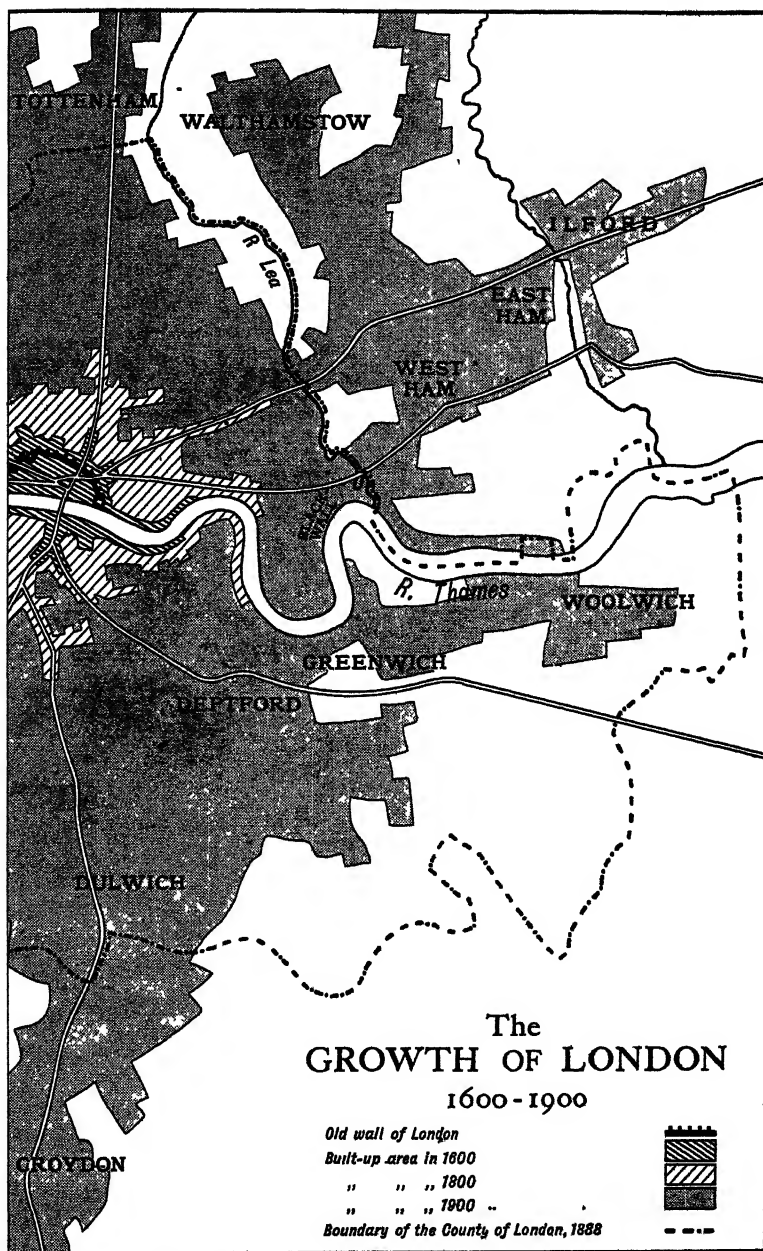 TOTTENHAM
WALTHAMSTOW
ILFORD
R Lea
EAST
HAM
WEST
HAM
BLACK
WALL
R. Thames
WOOLWICH
GREENWICH
DEPTFORD
DULWICH
CROYDON
The
GROWTH OF LONDON
1600-1900
Old wall of London
Built-up area in 1600
„ „ „ 1800
„ „ „ 1900
Boundary of the County of London, 1888